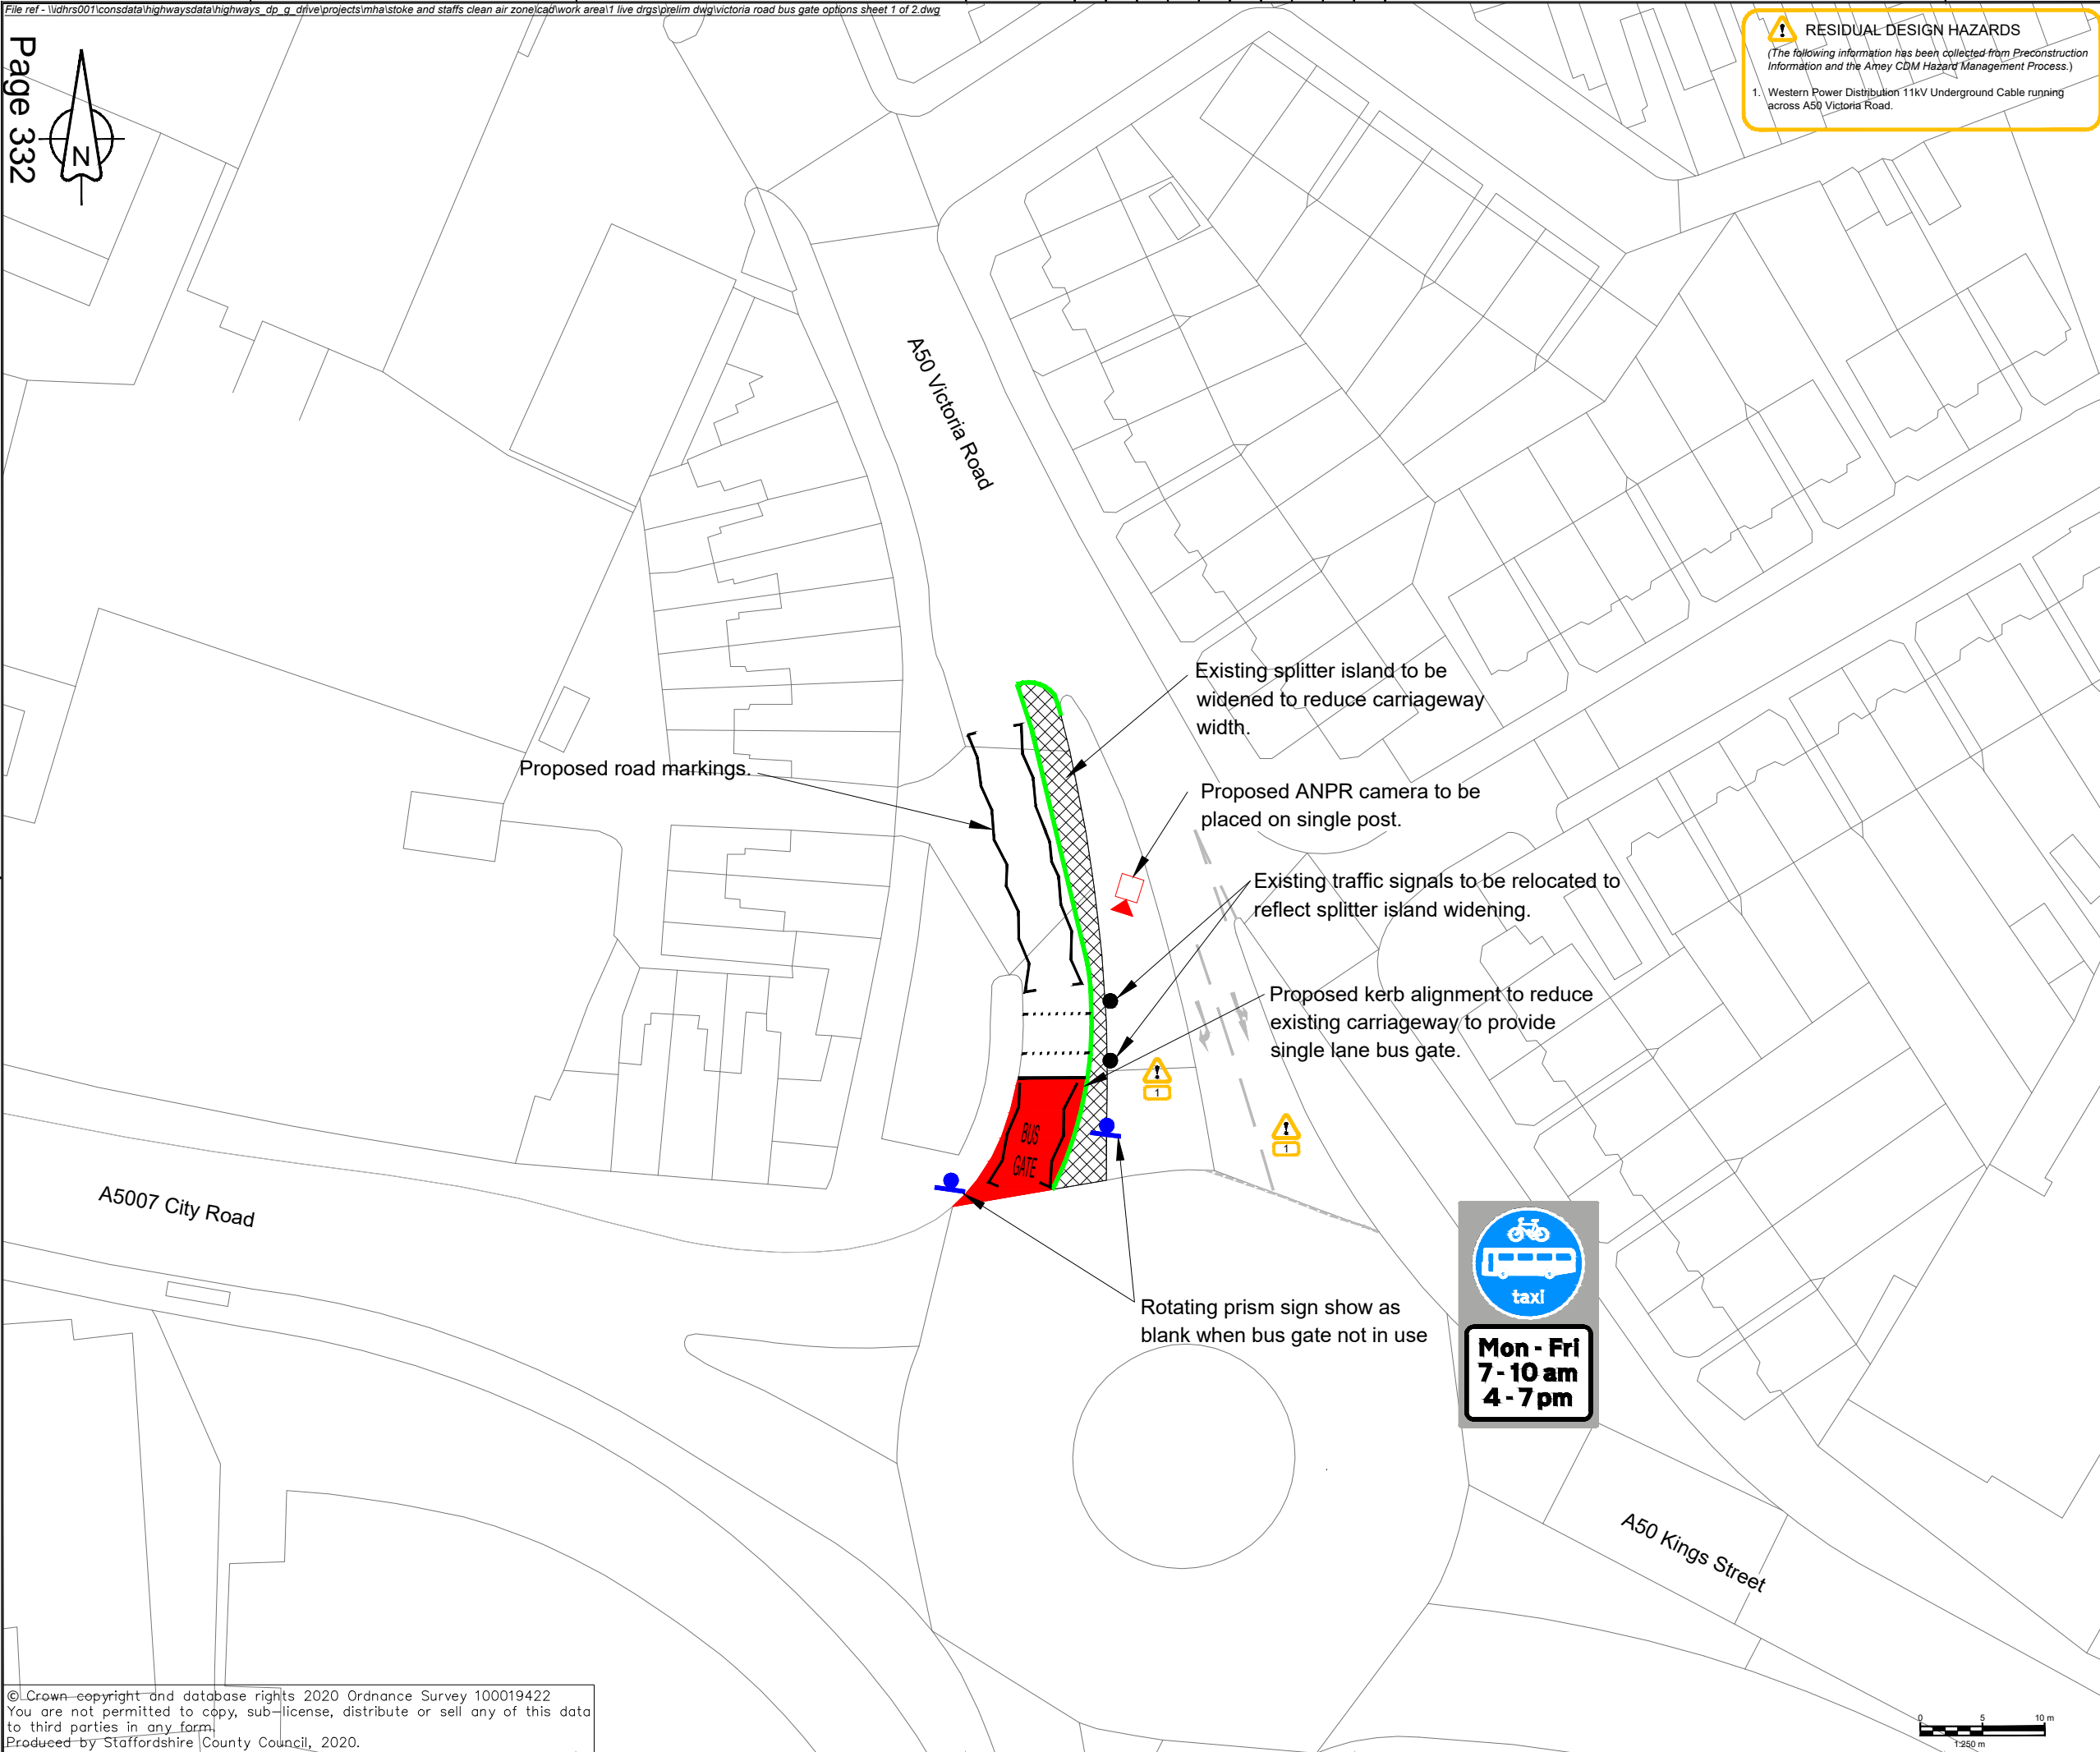 File ref - \\idhrs001\consdata\highwaysdata\highways_dp_g_drive\projects\mha\stoke and staffs clean air zone\cad\work area\1 live drgs\prelim dwg\victoria road bus gate options sheet 1 of 2.dwg
Page 332
N
! RESIDUAL DESIGN HAZARDS
(The following information has been collected from Preconstruction
Information and the Amey CDM Hazard Management Process.)
1. Western Power Distribution 11kV Underground Cable running
across A50 Victoria Road.
A50 Victoria Road
Existing splitter island to be
widened to reduce carriageway
width.
Proposed road markings.
Proposed ANPR camera to be
placed on single post.
Existing traffic signals to be relocated to
reflect splitter island widening.
Proposed kerb alignment to reduce
existing carriageway to provide
single lane bus gate.
!
1
!
1
BUS
GATE
A5007 City Road
taxi
Mon - Fri
7 - 10 am
4 - 7 pm
Rotating prism sign show as
blank when bus gate not in use
A50 Kings Street
© Crown copyright and database rights 2020 Ordnance Survey 100019422
You are not permitted to copy, sub-license, distribute or sell any of this data
to third parties in any form.
Produced by Staffordshire County Council, 2020.
0 5 10 m
1:250 m